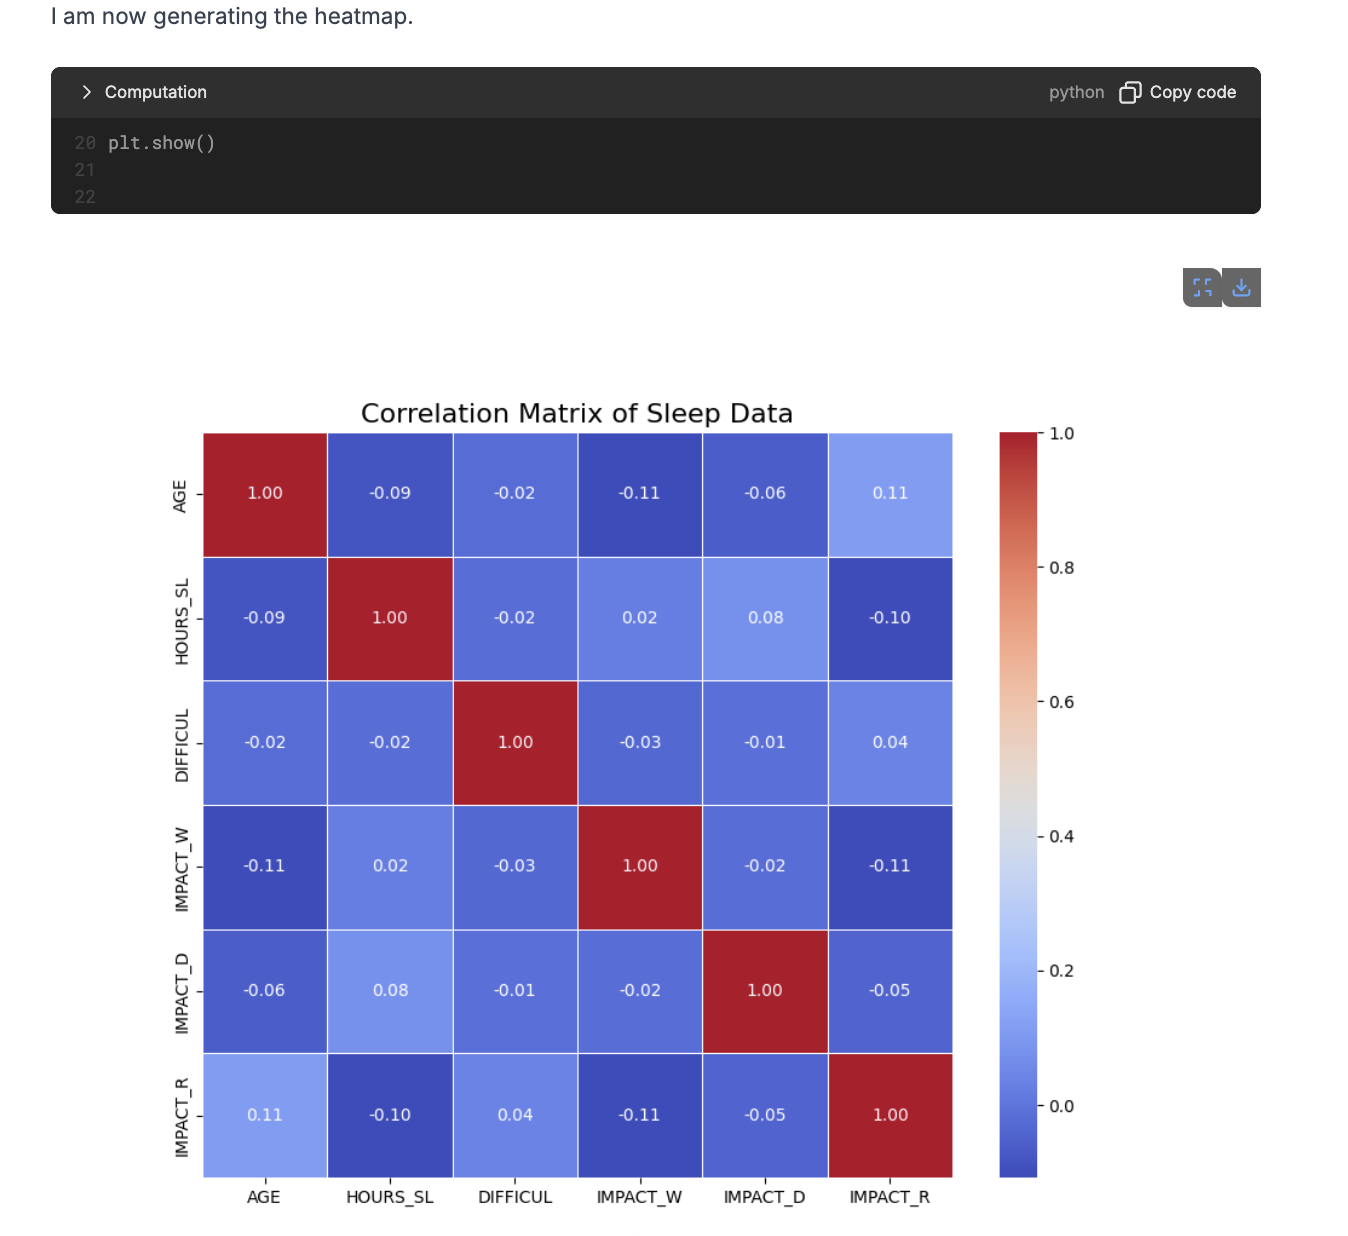 I am now generating the heatmap.
Computation
python
Copy code
20 plt.show()
21
22
Correlation Matrix of Sleep Data
AGE 1.00 -0.09 -0.02 -0.11 -0.06 0.11
HOURS_SL -0.09 1.00 -0.02 0.02 0.08 -0.10
DIFFICUL -0.02 -0.02 1.00 -0.03 -0.01 0.04
IMPACT_W -0.11 0.02 -0.03 1.00 -0.02 -0.11
IMPACT_D -0.06 0.08 -0.01 -0.02 1.00 -0.05
IMPACT_R 0.11 -0.10 0.04 -0.11 -0.05 1.00
AGE HOURS_SL DIFFICUL IMPACT_W IMPACT_D IMPACT_R
1.0
0.8
0.6
0.4
0.2
0.0